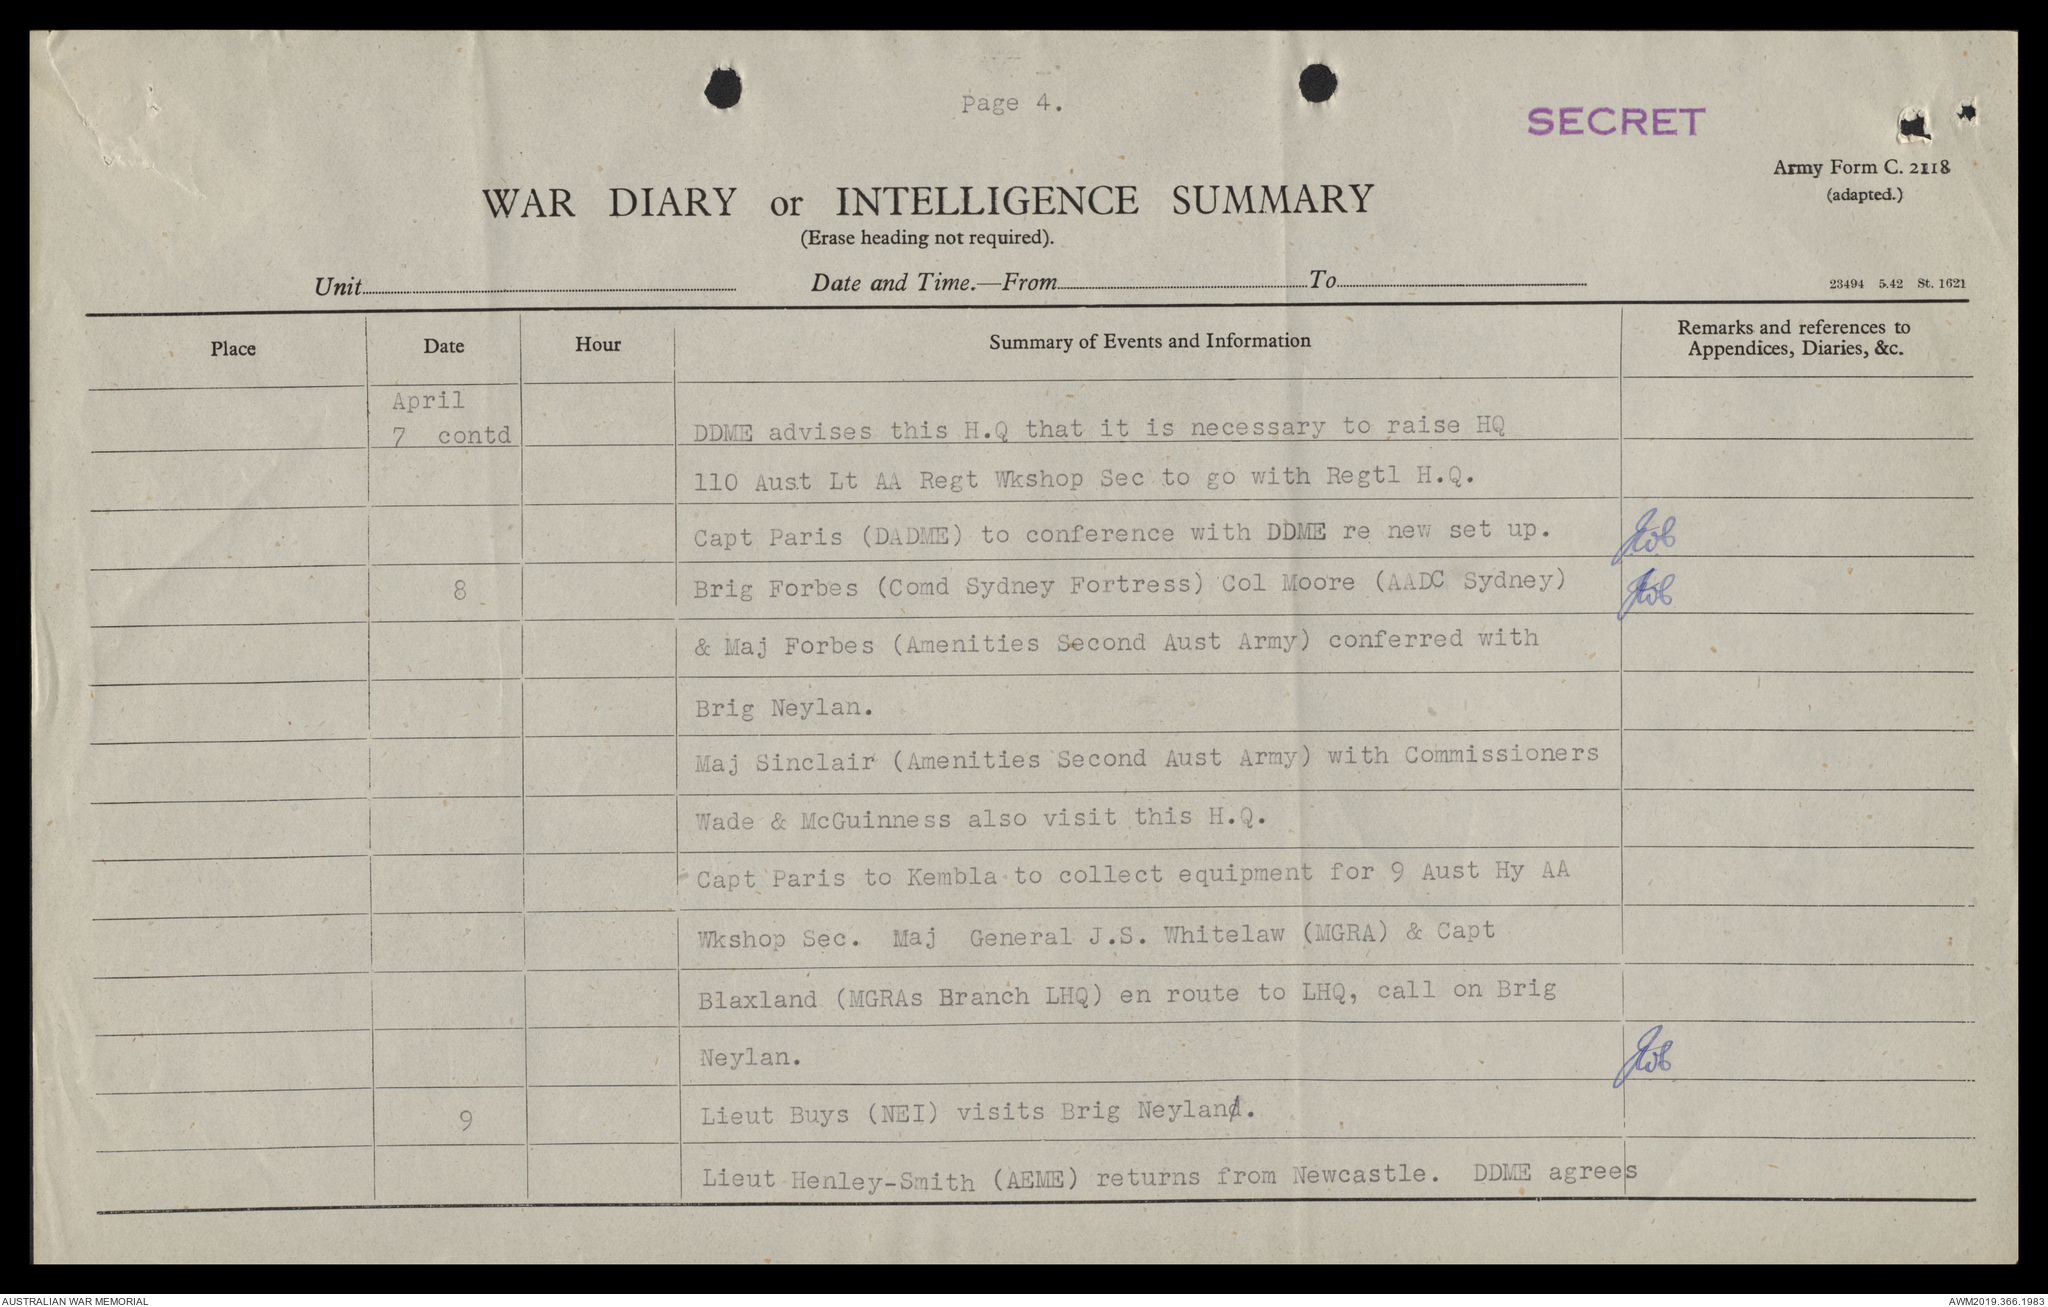 Page 4.
SECRET
Army Form C. 2118
(adapted.)
WAR DIARY or INTELLIGENCE SUMMARY
(Erase heading not required).
Unit
Date and Time.—From To
23494 5.42 St. 1621
Place Date Hour Summary of Events and Information Remarks and references to
Appendices, Diaries, &c.
April
7 contd DDME advises this H.Q that it is necessary to raise HQ
110 Aust Lt AA Regt Wkshop Sec to go with Regtl H.Q.
Capt Paris (DADME) to conference with DDME re new set up.
8 Brig Forbes (Comd Sydney Fortress) Col Moore (AADC Sydney)
& Maj Forbes (Amenities Second Aust Army) conferred with
Brig Neylan.
Maj Sinclair (Amenities Second Aust Army) with Commissioners
Wade & McGuinness also visit this H.Q.
Capt Paris to Kembla to collect equipment for 9 Aust Hy AA
Wkshop Sec. Maj General J.S. Whitelaw (MGRA) & Capt
Blaxland (MGRAs Branch LHQ) en route to LHQ, call on Brig
Neylan.
9 Lieut Buys (NEI) visits Brig Neylan.
Lieut Henley-Smith (AEME) returns from Newcastle. DDME agrees
AUSTRALIAN WAR MEMORIAL
AWM2019.366.1983